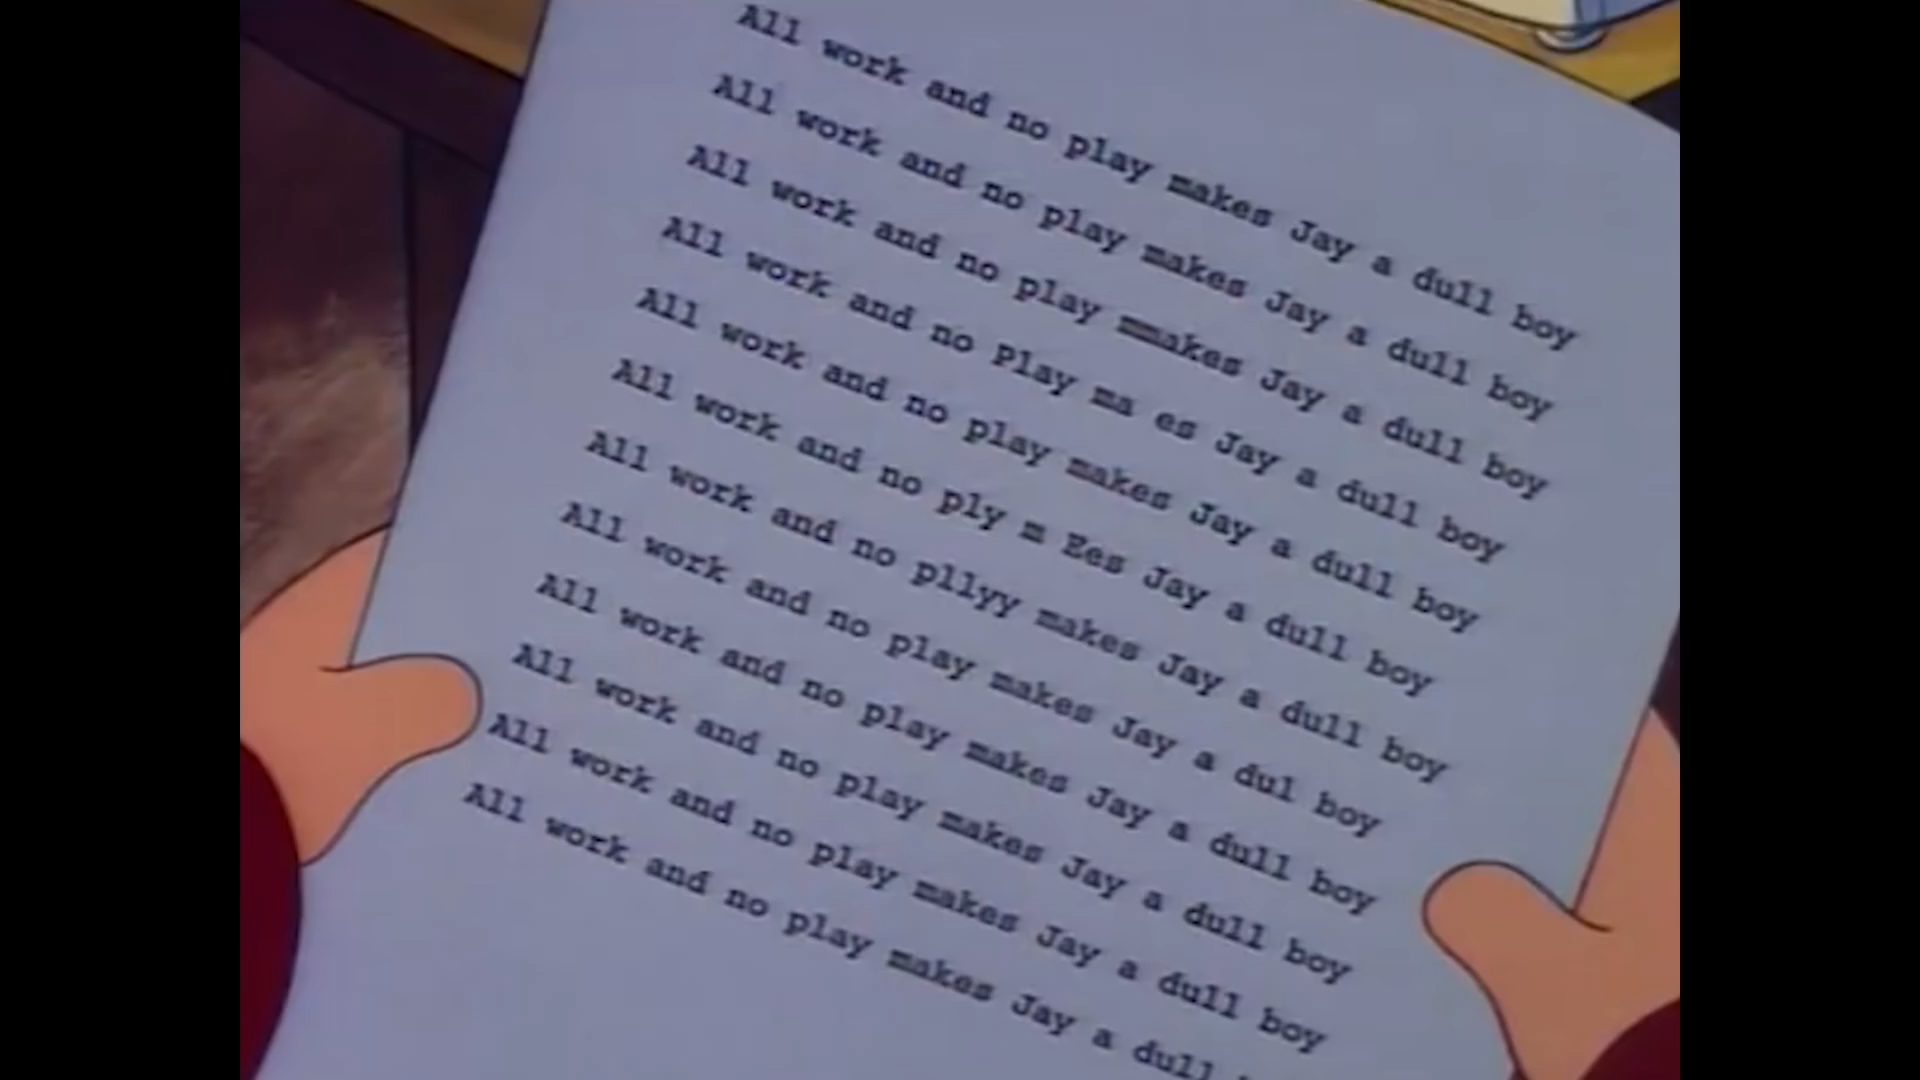 All work and no play makes Jay a dull boy
All work and no play makes Jay a dull boy
All work and no play mmakes Jay a dull boy
All work and no Play ma es Jay a dull boy
All work and no play makes Jay a dull boy
All work and no ply m Ees Jay a dull boy
All work and no pllyy makes Jay a dull boy
All work and no play makes Jay a dul boy
All work and no play makes Jay a dull boy
All work and no play makes Jay a dull boy
All work and no play makes Jay a dull boy
All work and no play makes Jay a dull